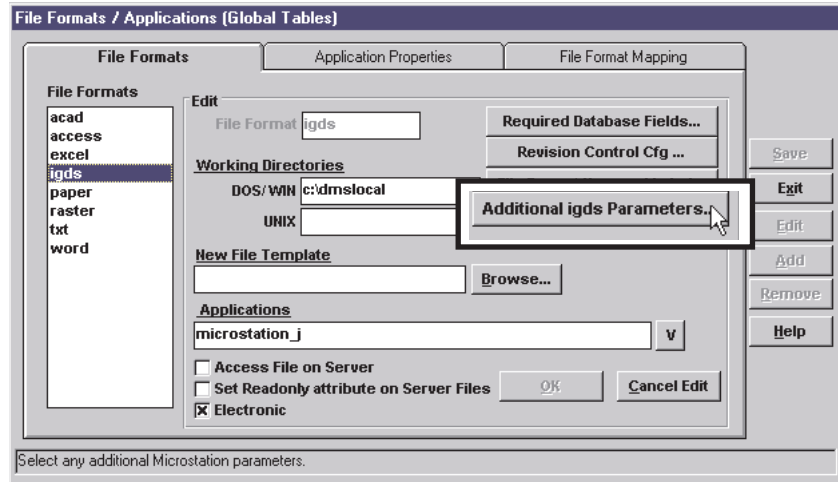 File Formats / Applications (Global Tables)
File Formats
Application Properties
File Format Mapping
File Formats
acad
access
excel
igds
paper
raster
txt
word
Edit
File Format igds
Working Directories
DOS/WIN c:\dmslocal
UNIX
New File Template
Browse...
Applications
microstation_j
V
Access File on Server
Set Readonly attribute on Server Files
Electronic
Required Database Fields...
Revision Control Cfg ...
Additional igds Parameters...
OK
Cancel Edit
Save
Exit
Edit
Add
Remove
Help
Select any additional Microstation parameters.